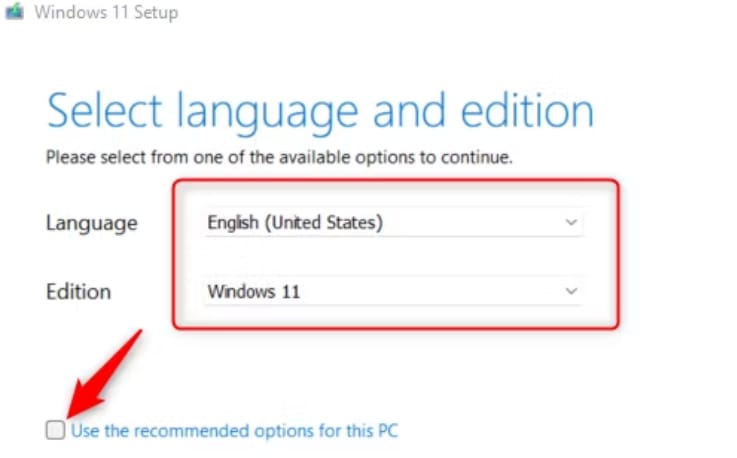 Windows 11 Setup
Select language and edition
Please select from one of the available options to continue.
Language English (United States)
Edition Windows 11
Use the recommended options for this PC